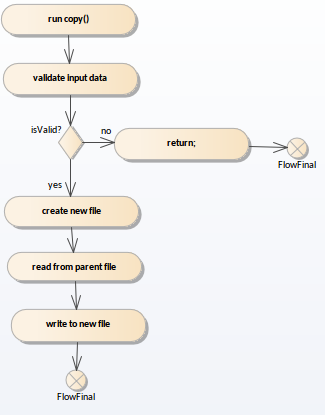 run copy()
validate input data
isValid?
no
return;
FlowFinal
yes
create new file
read from parent file
write to new file
FlowFinal